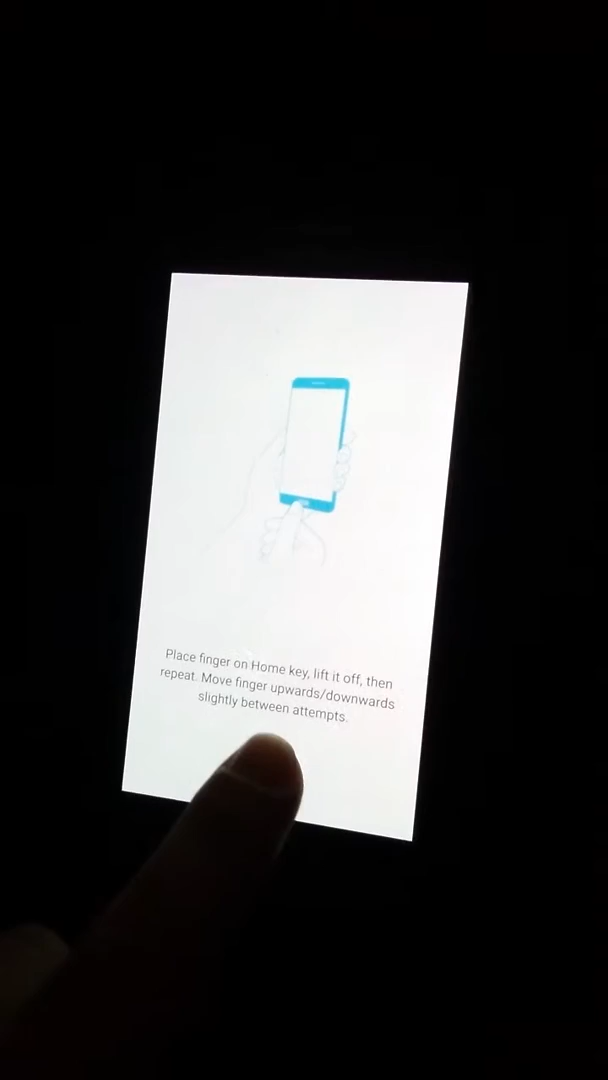 Place finger on Home key, lift it off, then
repeat. Move finger upwards/downwards
slightly between attempts.